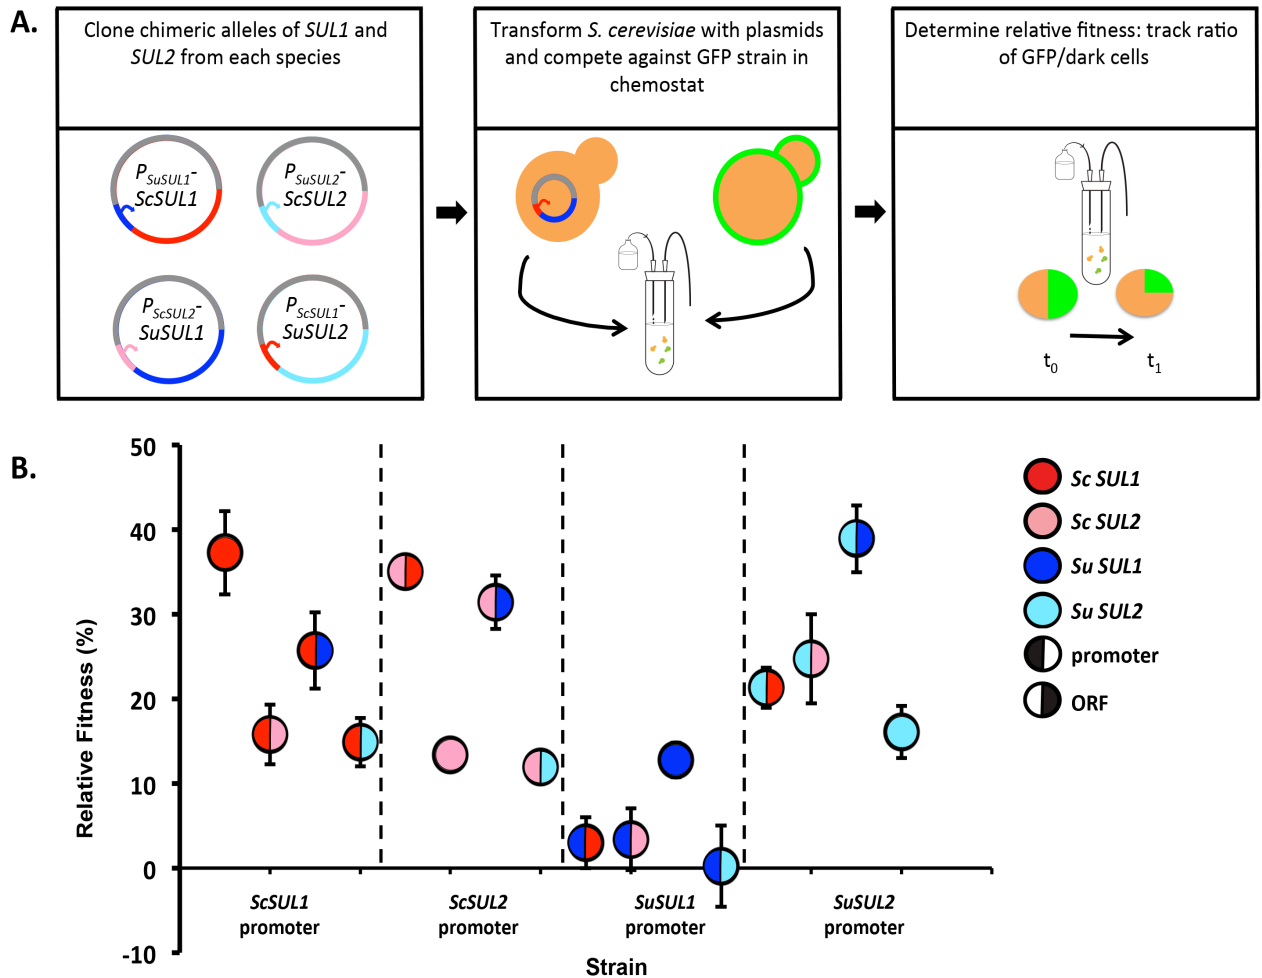 A.
Clone chimeric alleles of SUL1 and
SUL2 from each species
Transform S. cerevisiae with plasmids
and compete against GFP strain in
chemostat
Determine relative fitness: track ratio
of GFP/dark cells
PSuSUL1-
ScSUL1
PSuSUL2-
ScSUL2
PScSUL2-
SuSUL1
PScSUL1-
SuSUL2
t0
t1
B.
50
40
30
20
10
0
-10
Relative Fitness (%)
ScSUL1
promoter
ScSUL2
promoter
SuSUL1
promoter
SuSUL2
promoter
Strain
Sc SUL1
Sc SUL2
Su SUL1
Su SUL2
promoter
ORF